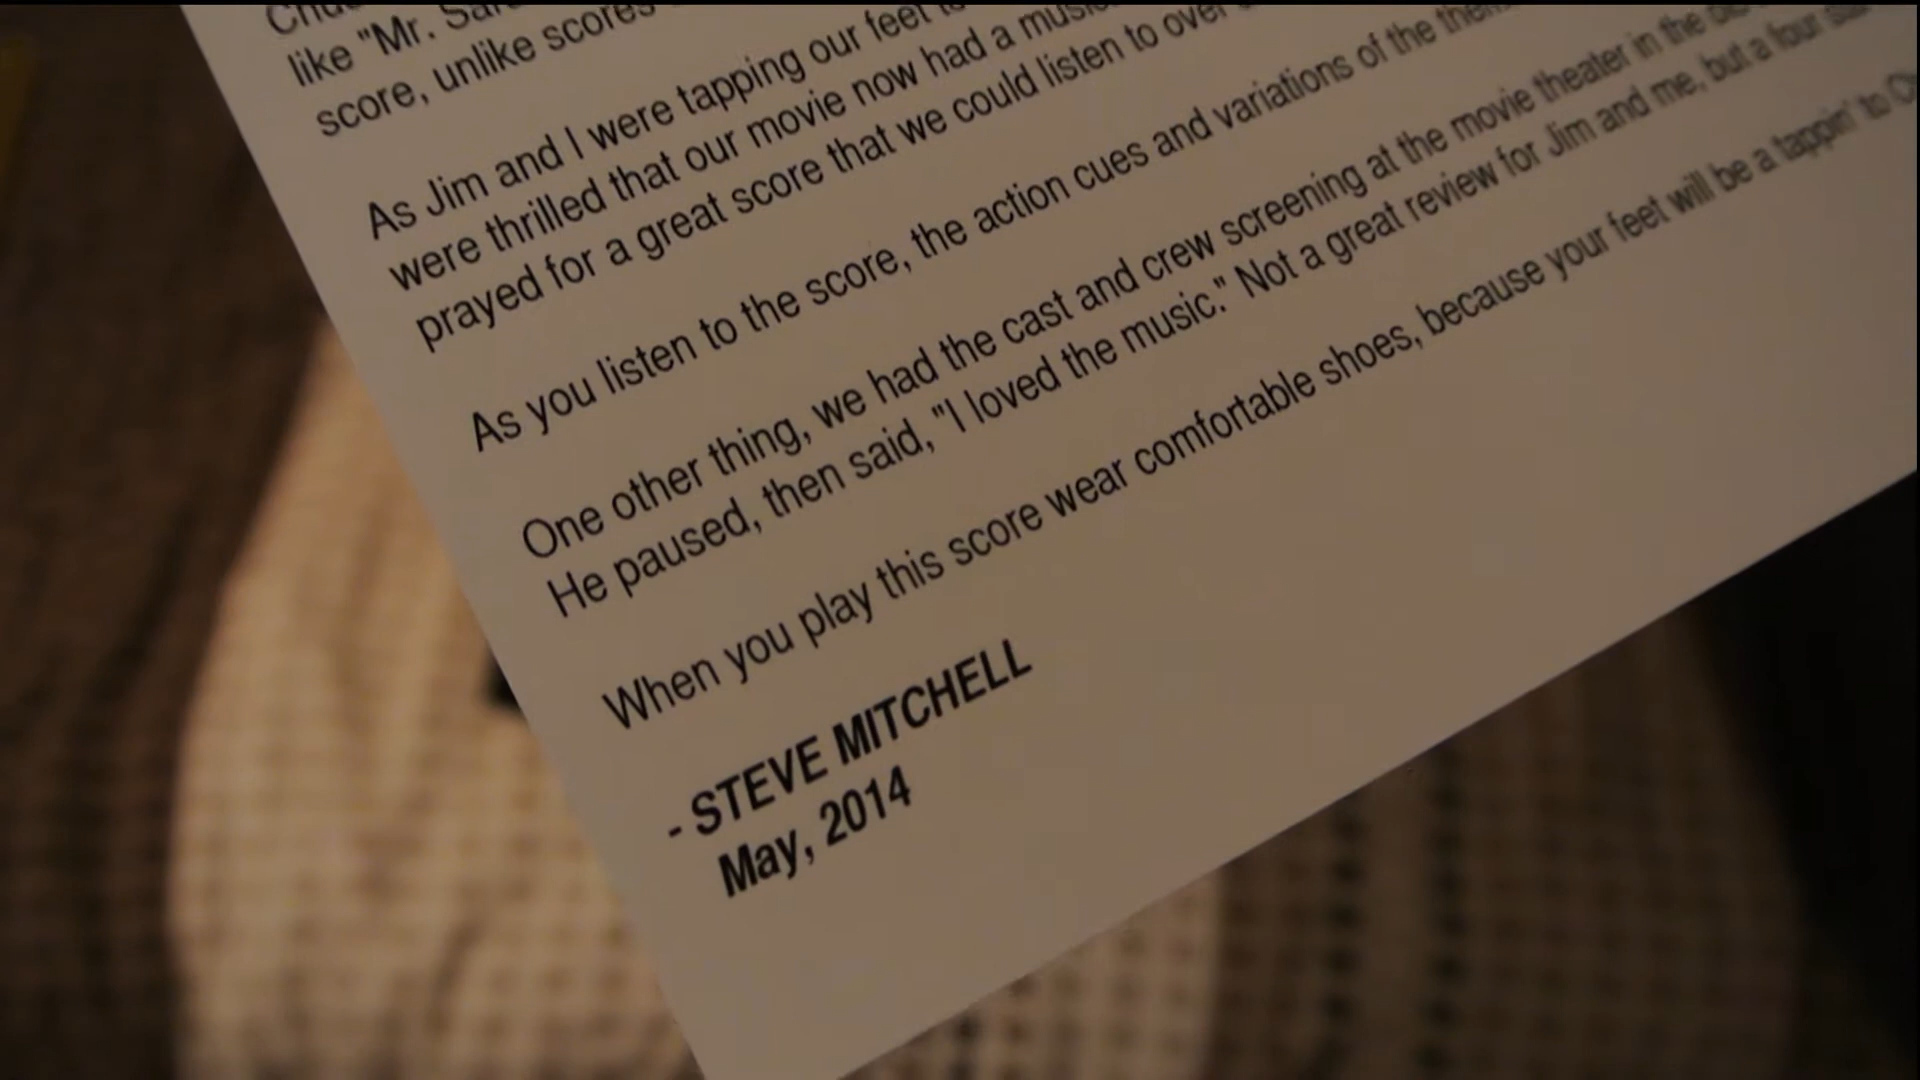 like "Mr.
score, unlike scores
As Jim and I were tapping our feet
were thrilled that our movie now had a music
prayed for a great score that we could listen to over
As you listen to the score, the action cues and variations of the
One other thing, we had the cast and crew screening at the movie theater in the
He paused, then said, "I loved the music." Not a great review for Jim and me, but a four
When you play this score wear comfortable shoes, because your feet will be a tappin' to
- STEVE MITCHELL
May, 2014